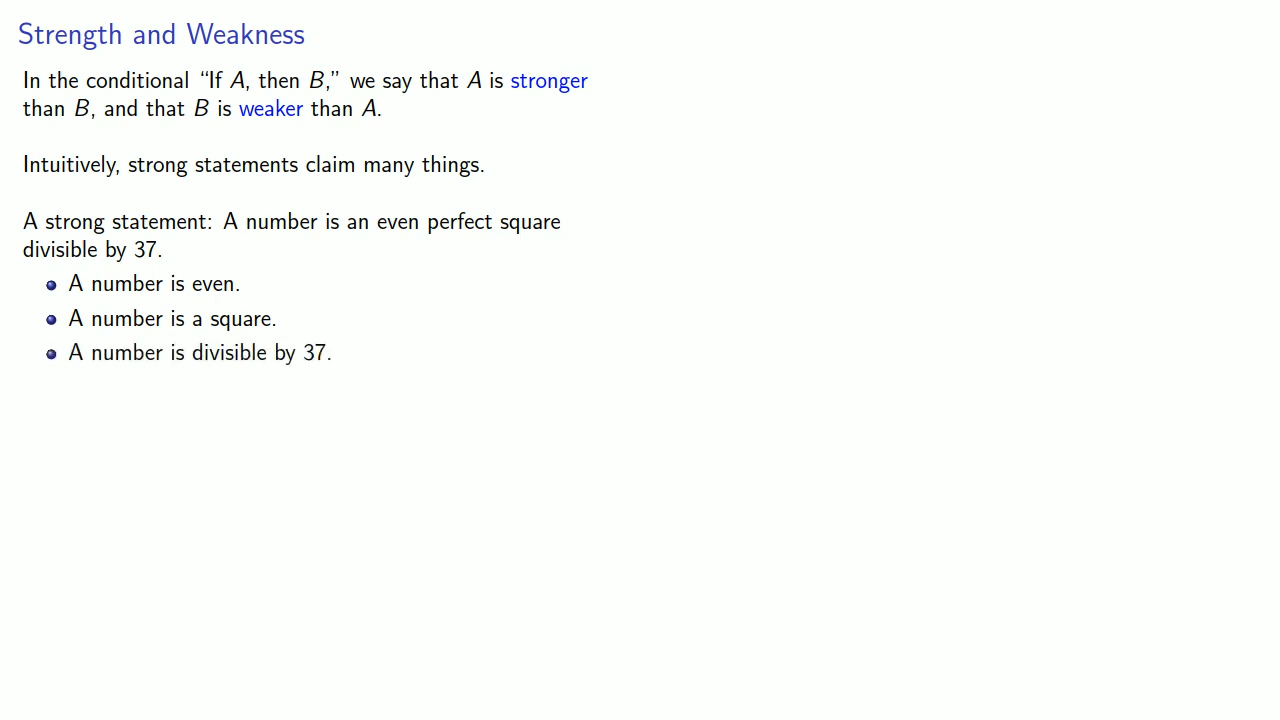 Strength and Weakness
In the conditional “If A, then B,” we say that A is stronger
than B, and that B is weaker than A.
Intuitively, strong statements claim many things.
A strong statement: A number is an even perfect square
divisible by 37.
A number is even.
A number is a square.
A number is divisible by 37.